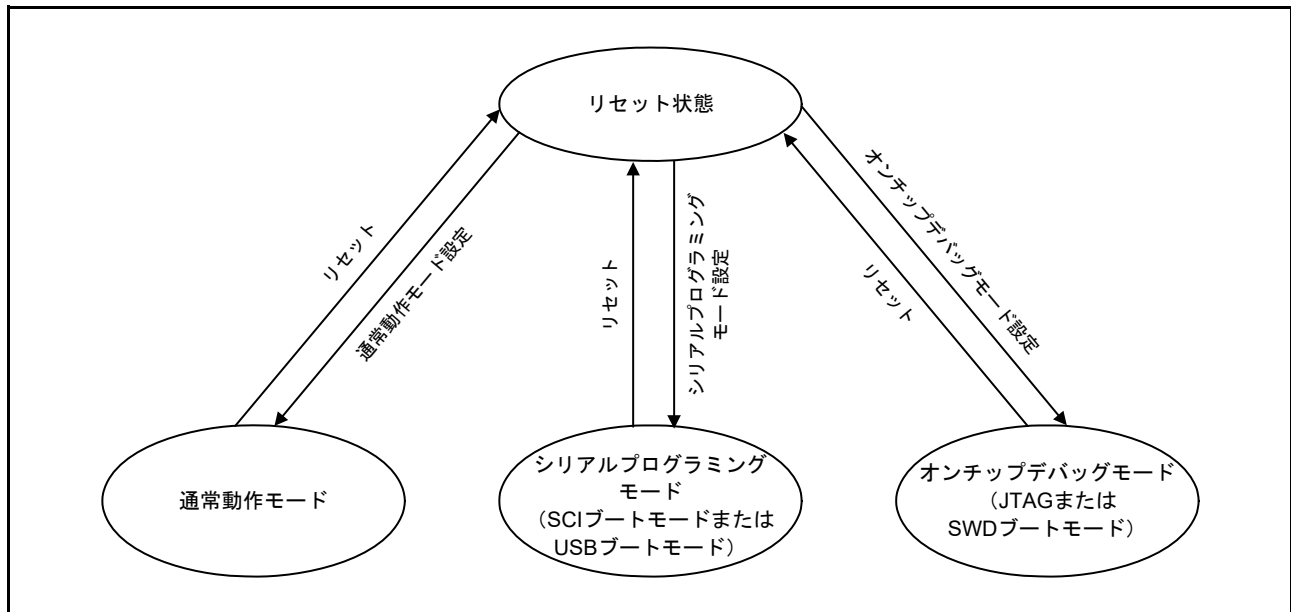 リセット状態
リセット
通常動作モード設定
リセット
シリアルプログラミング
モード設定
オンチップデバッグモード設定
リセット
通常動作モード
シリアルプログラミング
モード
（SCIブートモードまたは
USBブートモード）
オンチップデバッグモード
（JTAGまたは
SWDブートモード）